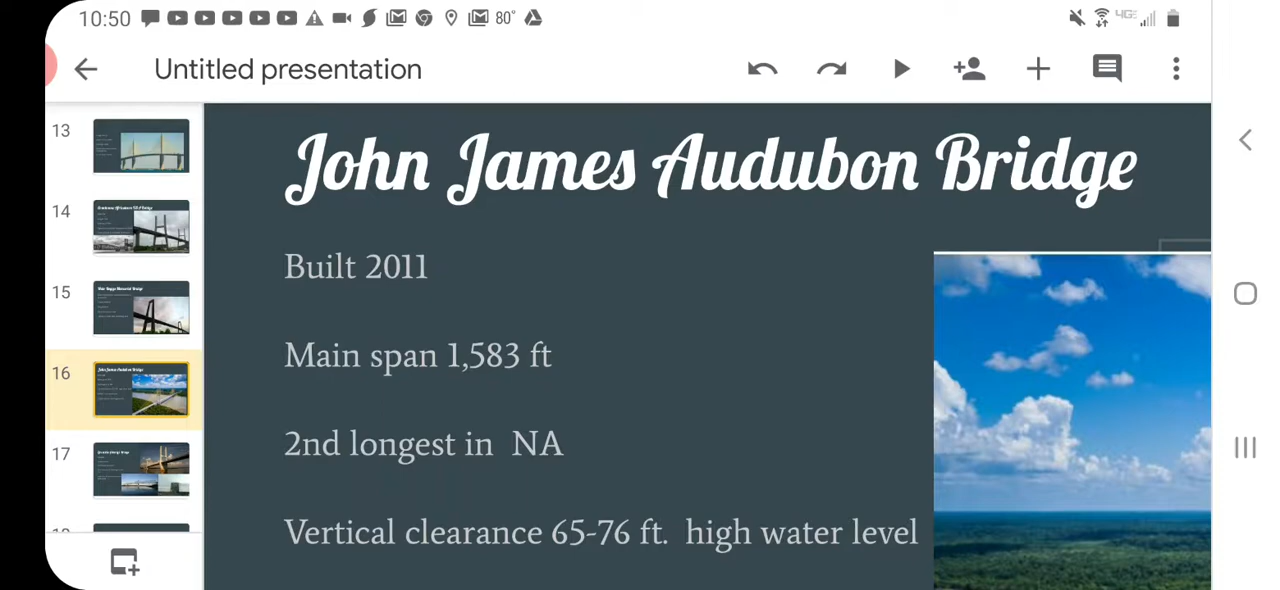 10:50
80°
4GE
Untitled presentation
13
14
15
16
17
John James Audubon Bridge
Built 2011
Main span 1,583 ft
2nd longest in  NA
Vertical clearance 65-76 ft.  high water level